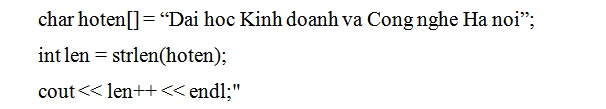 char hoten[] = “Dai hoc Kinh doanh va Cong nghe Ha noi”;
int len = strlen(hoten);
cout << len++ << endl;"